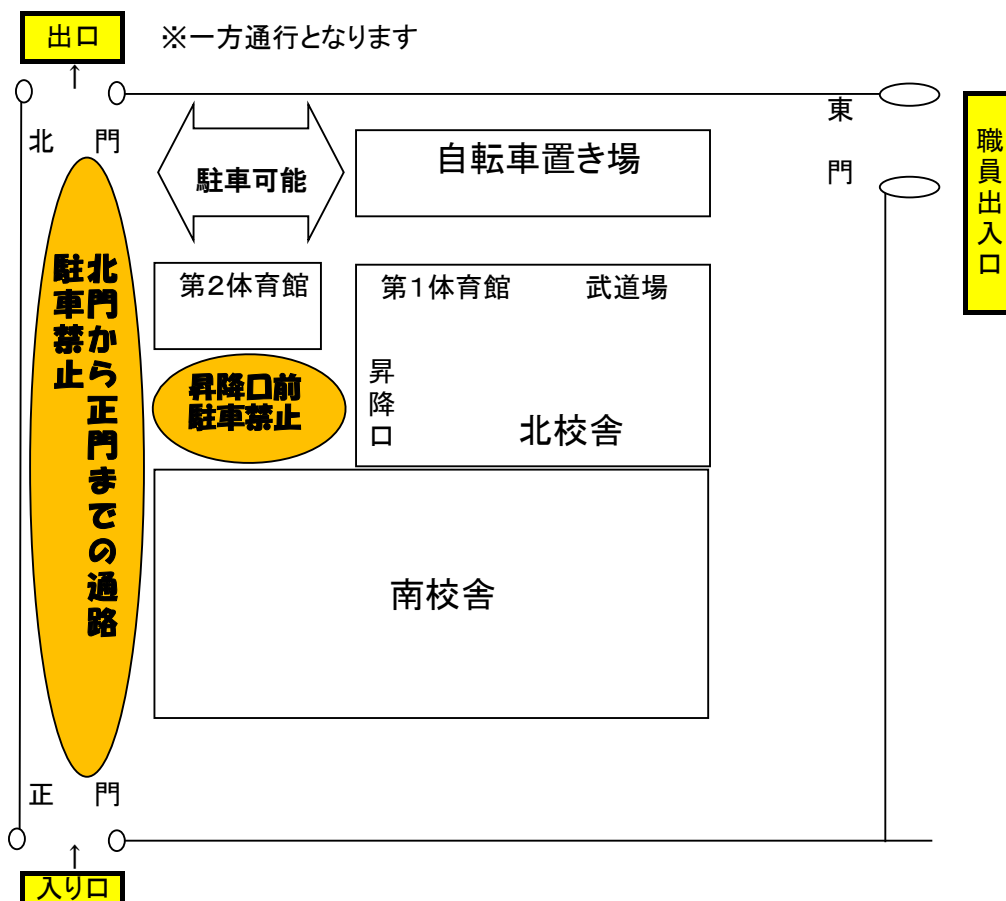 出口
※一方通行となります
↑
北 門
東門
職員出入口
駐車可能
自転車置き場
北門から正門までの通路
駐車禁止
第2体育館
第1体育館 武道場
昇降口前
駐車禁止
昇降口
北校舎
南校舎
正 門
↑
入り口